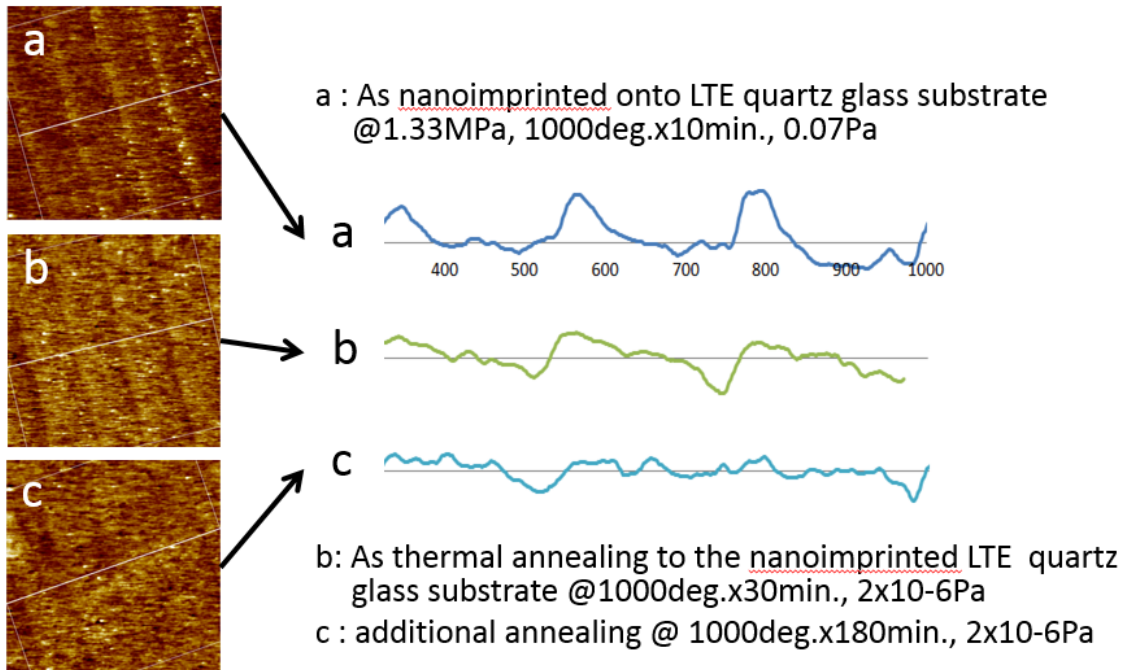 a
a : As nanoimprinted onto LTE quartz glass substrate
@1.33MPa, 1000deg.x10min., 0.07Pa
a
400 500 600 700 800 900 1000
b
b
c
c
b: As thermal annealing to the nanoimprinted LTE quartz
glass substrate @1000deg.x30min., 2x10-6Pa
c : additional annealing @ 1000deg.x180min., 2x10-6Pa